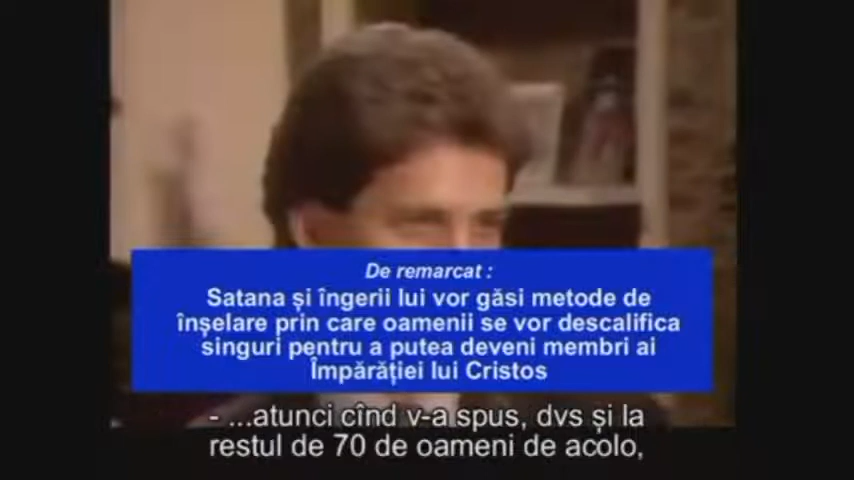 De remarcat :
Satana și îngerii lui vor găsi metode de
înșelare prin care oamenii se vor descalifica
singuri pentru a putea deveni membri ai
Împărăției lui Cristos
- ...atunci cînd v-a spus, dvs și la
restul de 70 de oameni de acolo,